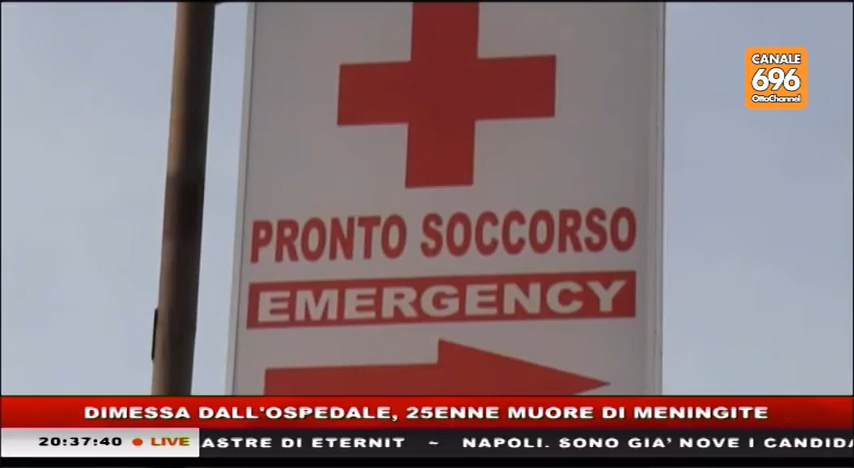 CANALE
696
OttoChannel
PRONTO SOCCORSO
EMERGENCY
DIMESSA DALL'OSPEDALE, 25ENNE MUORE DI MENINGITE
20:37:40 LIVE ASTRE DI ETERNIT ~ NAPOLI. SONO GIA' NOVE I CANDIDA